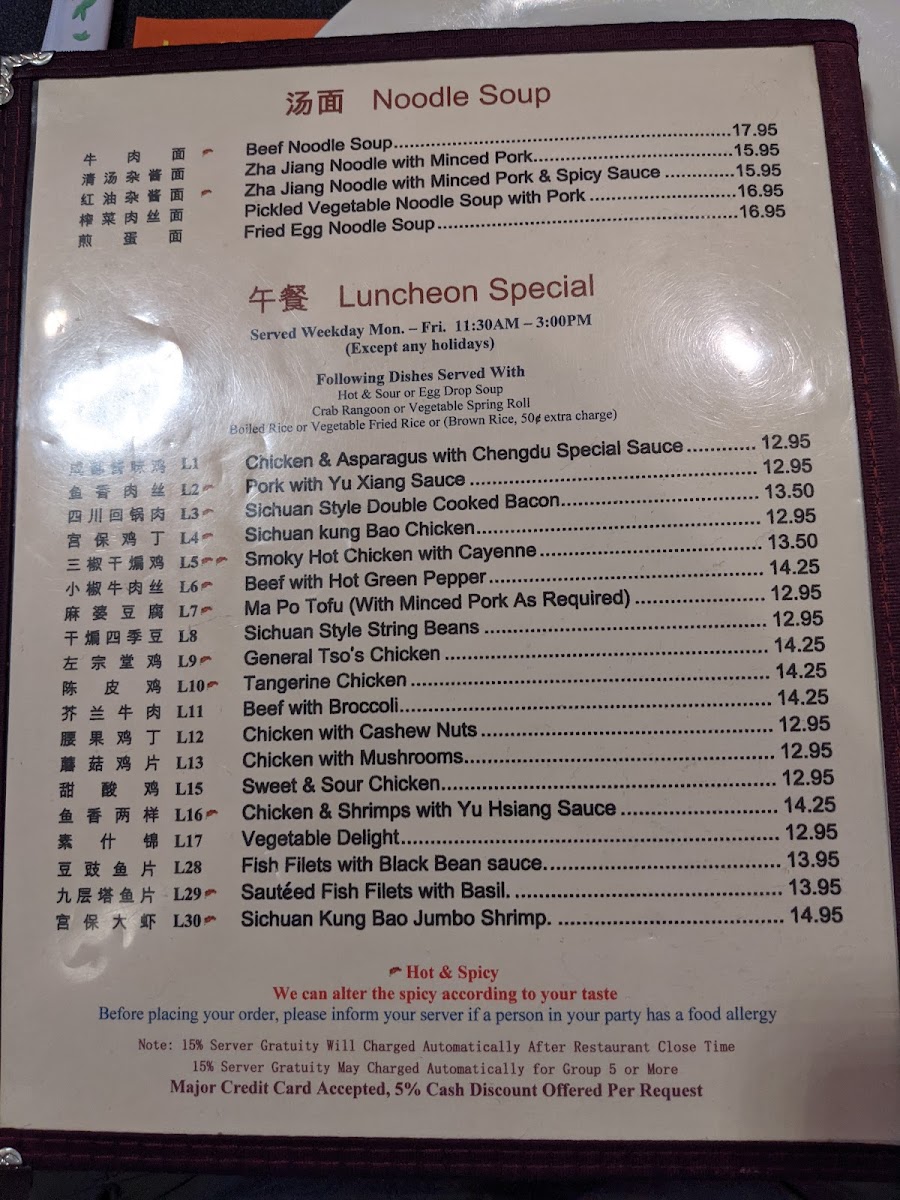 汤面 Noodle Soup
牛肉面 Beef Noodle Soup 17.95
清汤杂酱面 Zha Jiang Noodle with Minced Pork 15.95
红油杂酱面 Zha Jiang Noodle with Minced Pork & Spicy Sauce 15.95
榨菜肉丝面 Pickled Vegetable Noodle Soup with Pork 16.95
煎蛋面 Fried Egg Noodle Soup 16.95
午餐 Luncheon Special
Served Weekday Mon. – Fri. 11:30AM – 3:00PM
(Except any holidays)
Following Dishes Served With
Hot & Sour or Egg Drop Soup
Crab Rangoon or Vegetable Spring Roll
Boiled Rice or Vegetable Fried Rice or (Brown Rice, 50¢ extra charge)
L1 Chicken & Asparagus with Chengdu Special Sauce 12.95
鱼香肉丝 L2 Pork with Yu Xiang Sauce 12.95
四川回锅肉 L3 Sichuan Style Double Cooked Bacon 13.50
宫保鸡丁 L4 Sichuan kung Bao Chicken 12.95
三椒干煸鸡 L5 Smoky Hot Chicken with Cayenne 13.50
小椒牛肉丝 L6 Beef with Hot Green Pepper 14.25
麻婆豆腐 L7 Ma Po Tofu (With Minced Pork As Required) 12.95
干煸四季豆 L8 Sichuan Style String Beans 12.95
左宗堂鸡 L9 General Tso's Chicken 14.25
陈皮鸡 L10 Tangerine Chicken 14.25
芥兰牛肉 L11 Beef with Broccoli 14.25
腰果鸡丁 L12 Chicken with Cashew Nuts 12.95
蘑菇鸡片 L13 Chicken with Mushrooms 12.95
甜酸鸡 L15 Sweet & Sour Chicken 12.95
鱼香两样 L16 Chicken & Shrimps with Yu Hsiang Sauce 14.25
素什锦 L17 Vegetable Delight 12.95
豆豉鱼片 L28 Fish Filets with Black Bean sauce. 13.95
九层塔鱼片 L29 Sautéed Fish Filets with Basil. 13.95
宫保大虾 L30 Sichuan Kung Bao Jumbo Shrimp. 14.95
Hot & Spicy
We can alter the spicy according to your taste
Before placing your order, please inform your server if a person in your party has a food allergy
Note: 15% Server Gratuity Will Charged Automatically After Restaurant Close Time
15% Server Gratuity May Charged Automatically for Group 5 or More
Major Credit Card Accepted, 5% Cash Discount Offered Per Request